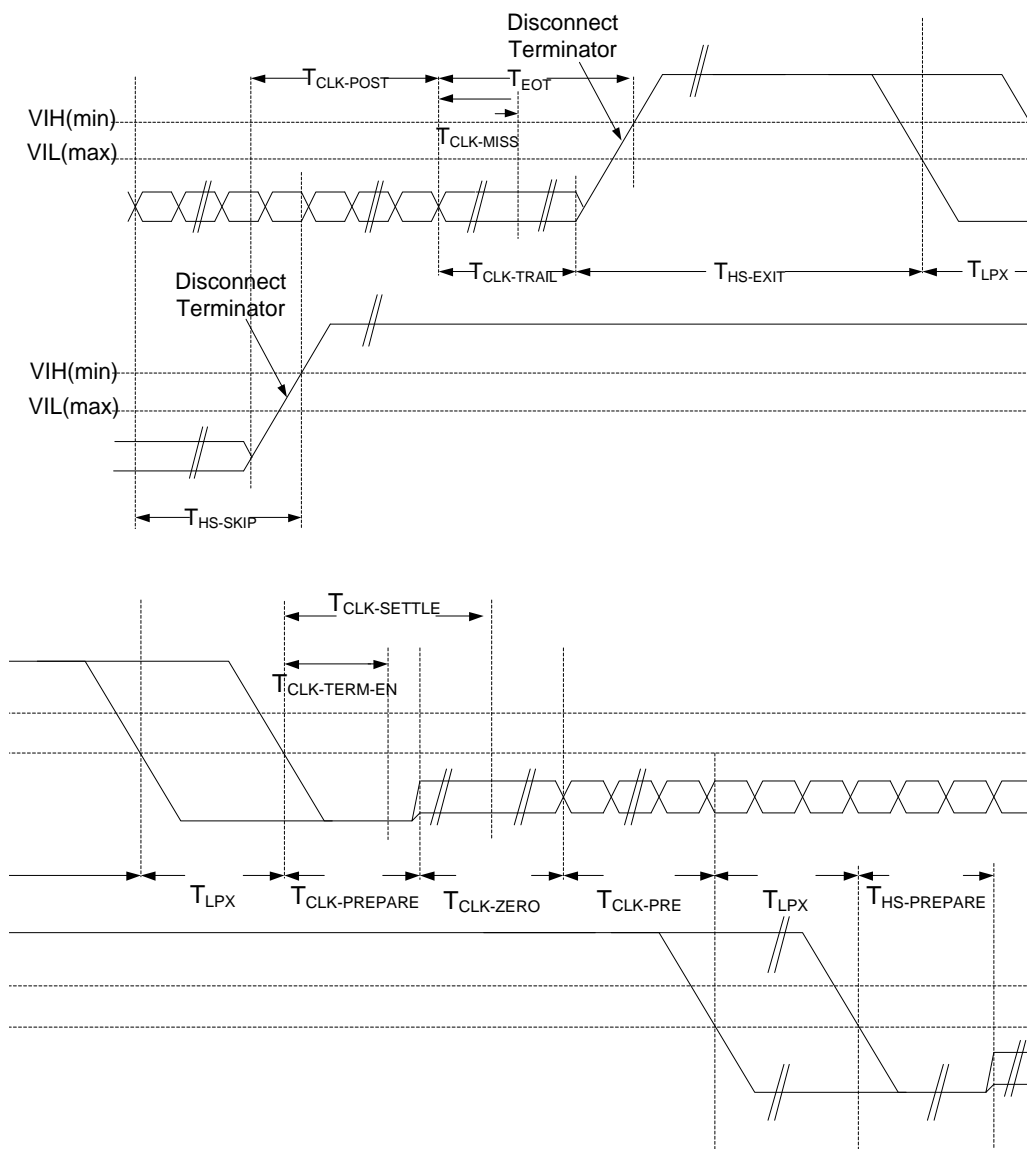 Disconnect
Terminator
TCLK-POST
TEOT
VIH(min)
TCLK-MISS
VIL(max)
TCLK-TRAIL
THS-EXIT
TLPX
Disconnect
Terminator
VIH(min)
VIL(max)
THS-SKIP
TCLK-SETTLE
TCLK-TERM-EN
TLPX
TCLK-PREPARE
TCLK-ZERO
TCLK-PRE
TLPX
THS-PREPARE